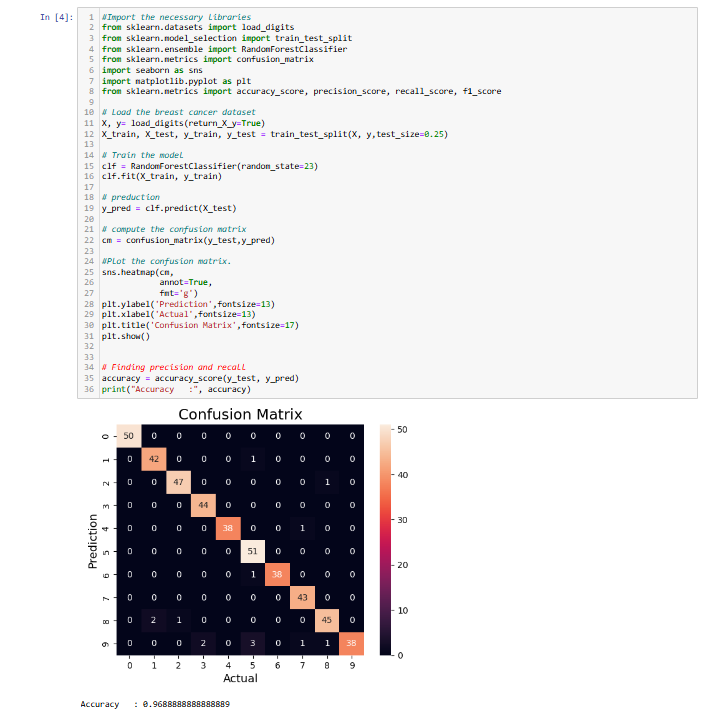 In [4]:
1 #Import the necessary libraries
2 from sklearn.datasets import load_digits
3 from sklearn.model_selection import train_test_split
4 from sklearn.ensemble import RandomForestClassifier
5 from sklearn.metrics import confusion_matrix
6 import seaborn as sns
7 import matplotlib.pyplot as plt
8 from sklearn.metrics import accuracy_score, precision_score, recall_score, f1_score
9
10 # Load the breast cancer dataset
11 X, y= load_digits(return_X_y=True)
12 X_train, X_test, y_train, y_test = train_test_split(X, y,test_size=0.25)
13
14 # Train the model
15 clf = RandomForestClassifier(random_state=23)
16 clf.fit(X_train, y_train)
17
18 # preduction
19 y_pred = clf.predict(X_test)
20
21 # compute the confusion matrix
22 cm = confusion_matrix(y_test,y_pred)
23
24 #Plot the confusion matrix.
25 sns.heatmap(cm,
26 annot=True,
27 fmt='g')
28 plt.ylabel('Prediction',fontsize=13)
29 plt.xlabel('Actual',fontsize=13)
30 plt.title('Confusion Matrix',fontsize=17)
31 plt.show()
32
33
34 # Finding precision and recall
35 accuracy = accuracy_score(y_test, y_pred)
36 print("Accuracy   :", accuracy)
Confusion Matrix
Prediction
0 50 0 0 0 0 0 0 0 0 0
1 0 42 0 0 0 1 0 0 0 0
2 0 0 47 0 0 0 0 0 1 0
3 0 0 0 44 0 0 0 0 0 0
4 0 0 0 0 38 0 0 1 0 0
5 0 0 0 0 0 51 0 0 0 0
6 0 0 0 0 0 1 38 0 0 0
7 0 0 0 0 0 0 0 43 0 0
8 0 2 1 0 0 0 0 0 45 0
9 0 0 0 2 0 3 0 1 1 38
0 1 2 3 4 5 6 7 8 9
Actual
50
40
30
20
10
0
Accuracy   : 0.9688888888888889